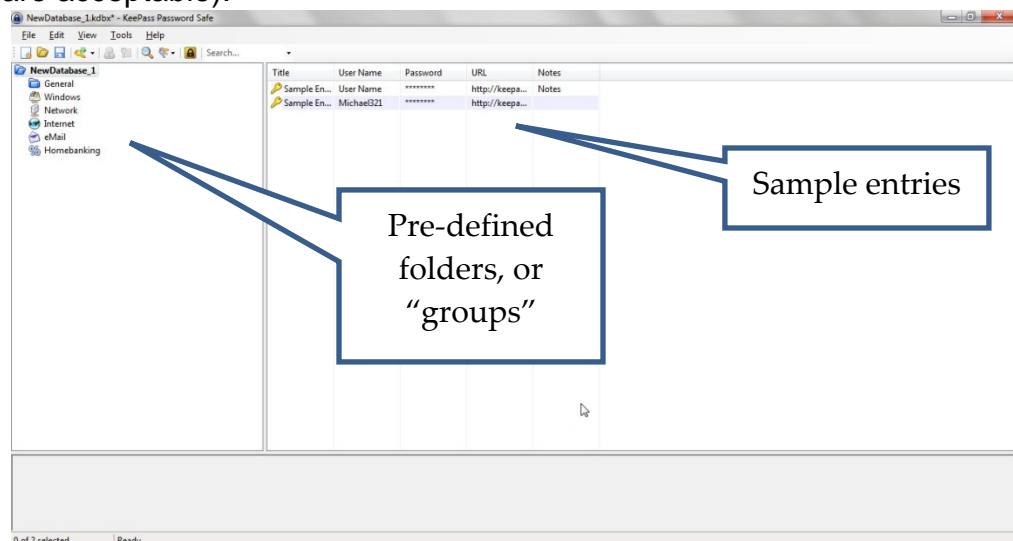 are acceptable).
NewDatabase_1.kdbx* - KeePass Password Safe
File Edit View Tools Help
Search...
NewDatabase_1
General
Windows
Network
Internet
eMail
Homebanking
Title User Name Password URL Notes
Sample En... User Name ******** http://keepa... Notes
Sample En... Michael321 ******** http://keepa...
Sample entries
Pre-defined
folders, or
“groups”
0 of 2 selected Ready